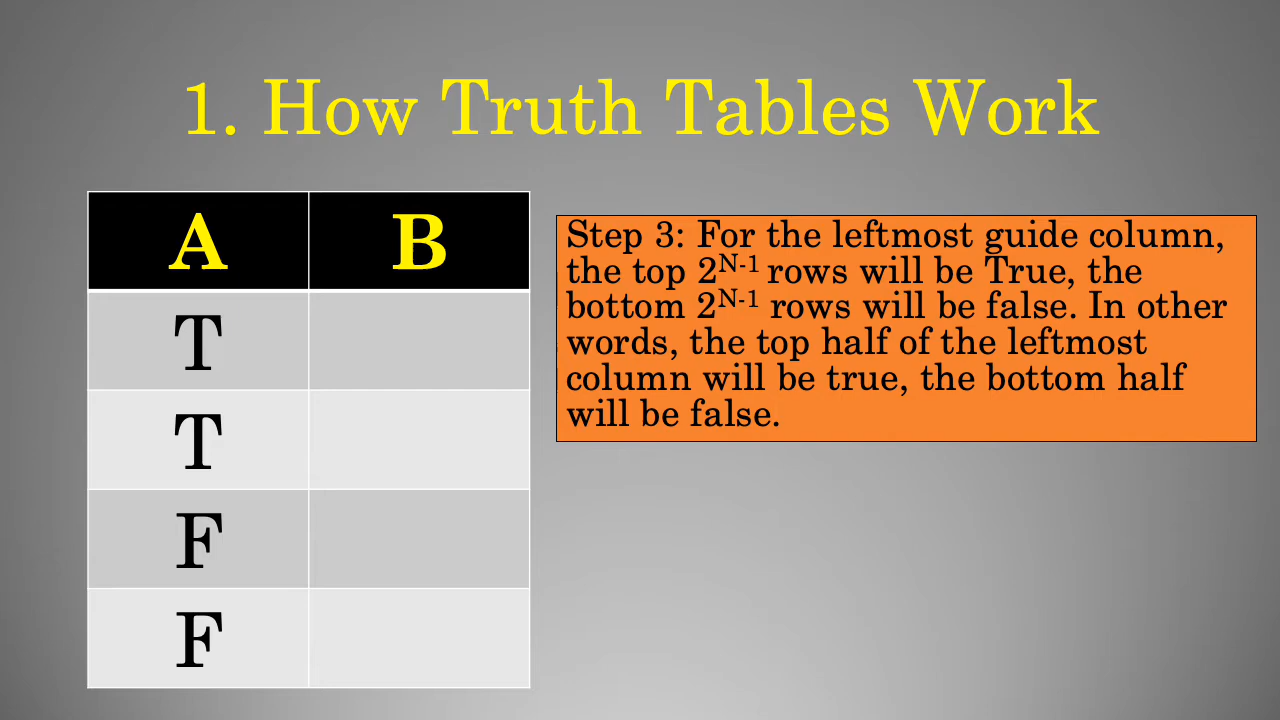 1. How Truth Tables Work
A B
T
T
F
F
Step 3: For the leftmost guide column,
the top 2^N-1 rows will be True, the
bottom 2^N-1 rows will be false. In other
words, the top half of the leftmost
column will be true, the bottom half
will be false.